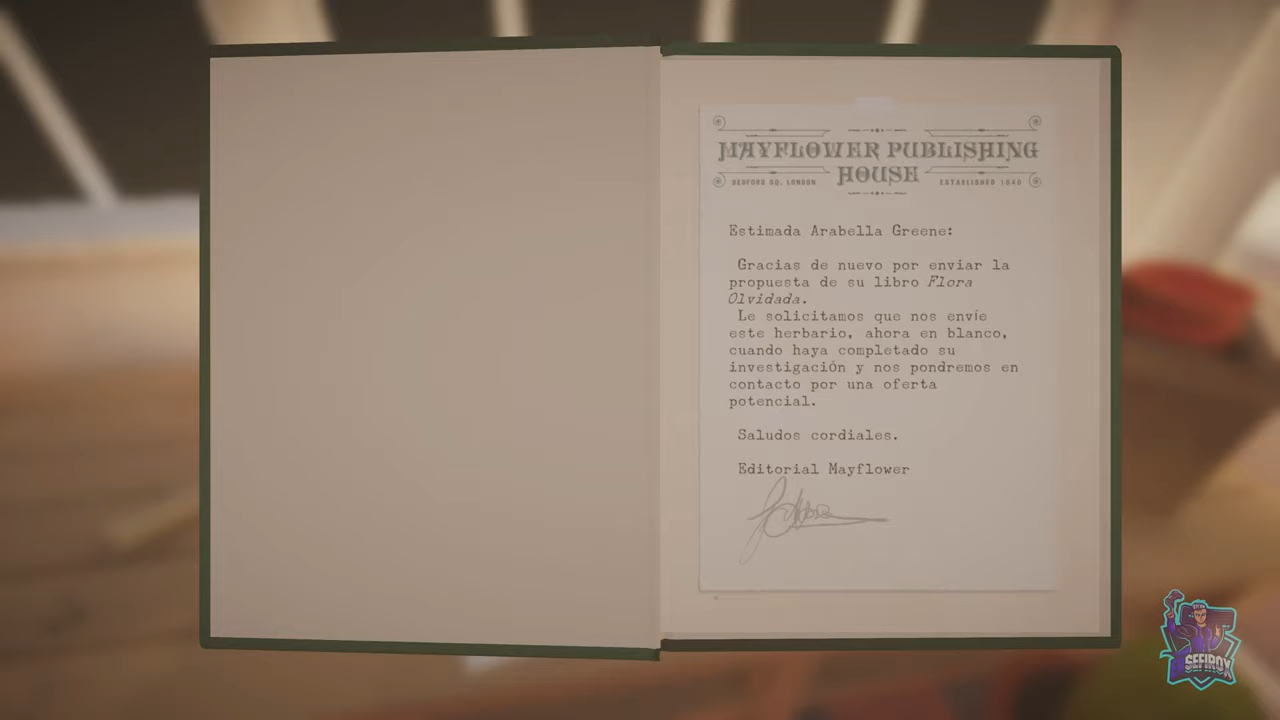 MAYFLOWER PUBLISHING
HOUSE
BEDFORD SQ. LONDON
ESTABLISHED 1840
Estimada Arabella Greene:
Gracias de nuevo por enviar la
propuesta de su libro Flora
Olvidada.
Le solicitamos que nos envíe
este herbario, ahora en blanco,
cuando haya completado su
investigación y nos pondremos en
contacto por una oferta
potencial.
Saludos cordiales.
Editorial Mayflower
SEFIROX